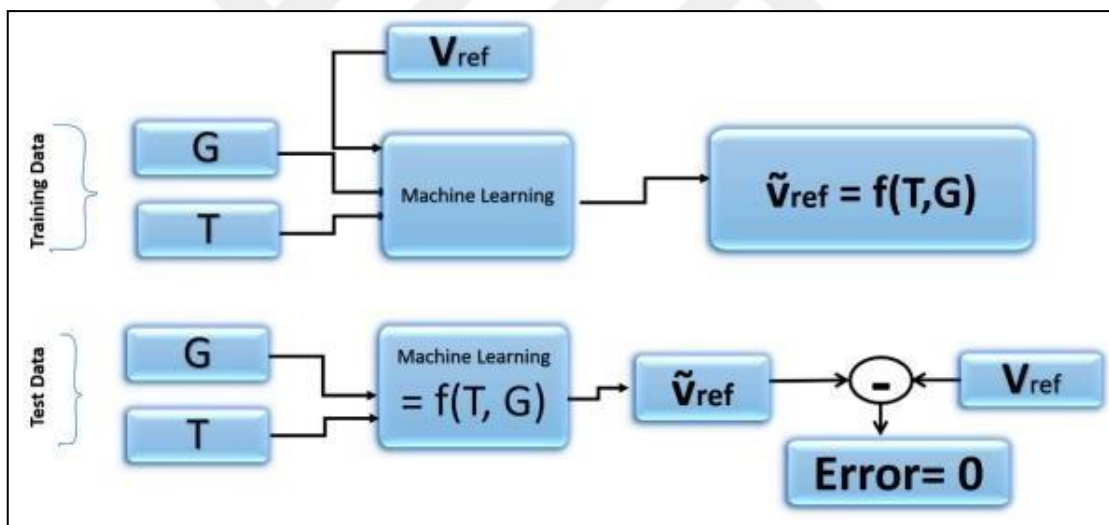 Vref
Training Data
G
T
Machine Learning
ṽref = f(T,G)
Test Data
G
T
Machine Learning
= f(T, G)
ṽref
-
Vref
Error= 0